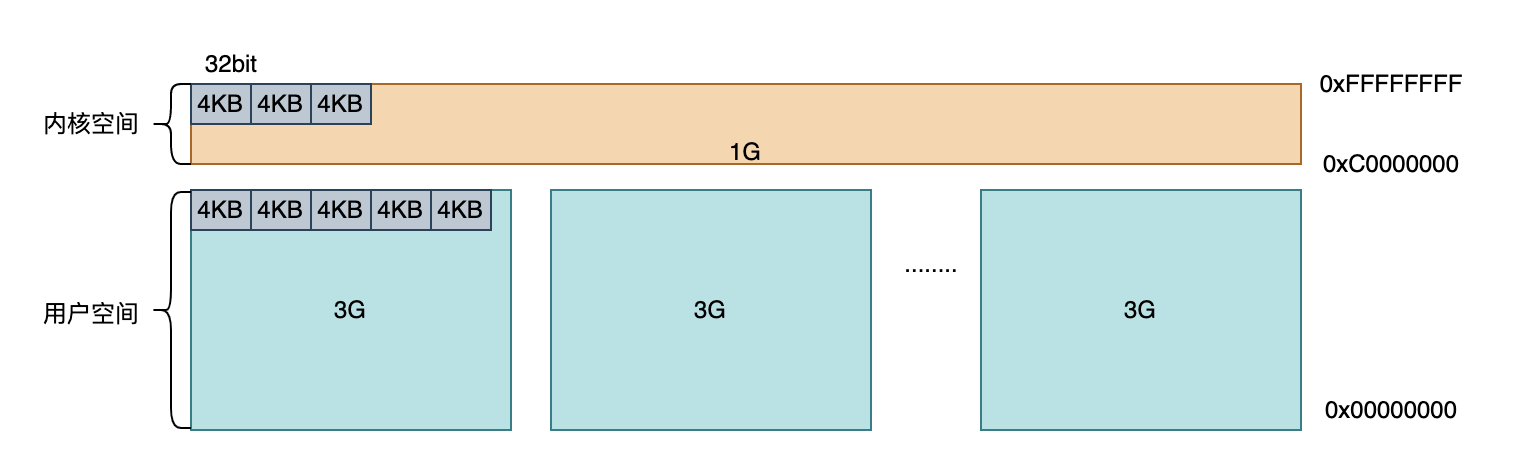 32bit
0xFFFFFFFF
4KB 4KB 4KB
内核空间
1G
0xC0000000
4KB 4KB 4KB 4KB 4KB
........
用户空间
3G 3G 3G
0x00000000